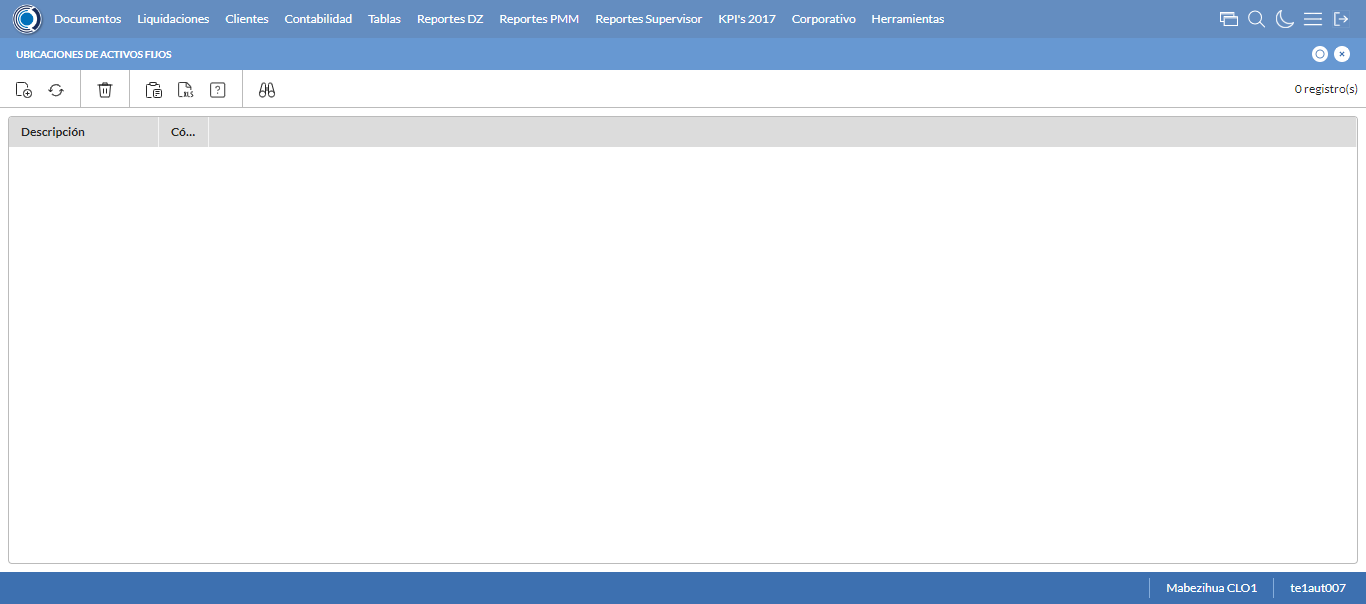 Documentos Liquidaciones Clientes Contabilidad Tablas Reportes DZ Reportes PMM Reportes Supervisor KPI's 2017 Corporativo Herramientas
UBICACIONES DE ACTIVOS FIJOS
XLS ? 0 registro(s)
Descripción Có...
Mabezihua CLO1 te1aut007